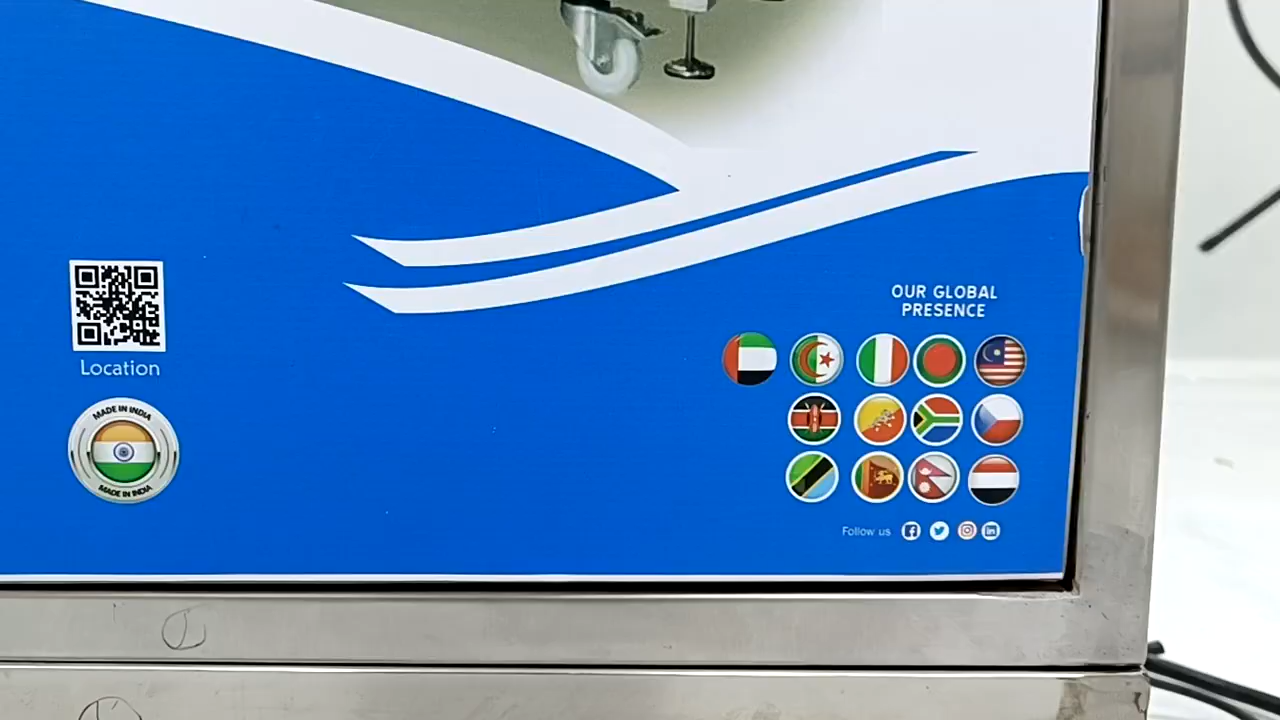 OUR GLOBAL
PRESENCE
Location
MADE IN INDIA
MADE IN INDIA
Follow us